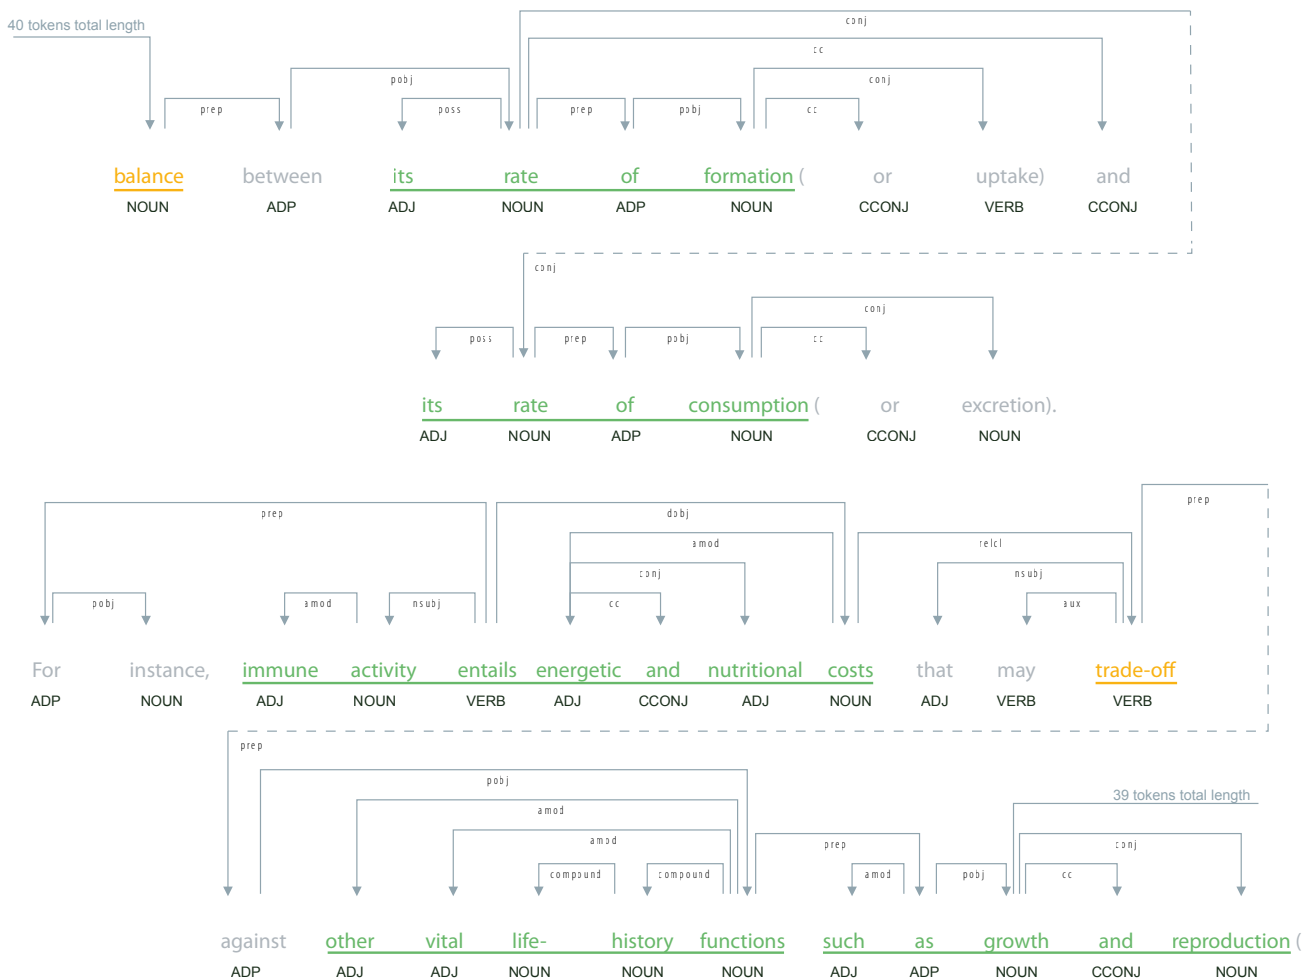 40 tokens total length
conj
cc
pobj conj
prep poss prep pobj cc
balance between its rate of formation ( or uptake) and
NOUN ADP ADJ NOUN ADP NOUN CCONJ VERB CCONJ
conj
conj
poss prep pobj cc
its rate of consumption ( or excretion).
ADJ NOUN ADP NOUN CCONJ NOUN
prep
prep dobj
amod relcl
conj nsubj
pobj amod nsubj cc aux
For instance, immune activity entails energetic and nutritional costs that may trade-off
ADP NOUN ADJ NOUN VERB ADJ CCONJ ADJ NOUN ADJ VERB VERB
prep
pobj
39 tokens total length
amod
amod prep conj
compound compound amod pobj cc
against other vital life- history functions such as growth and reproduction (
ADP ADJ ADJ NOUN NOUN NOUN ADJ ADP NOUN CCONJ NOUN